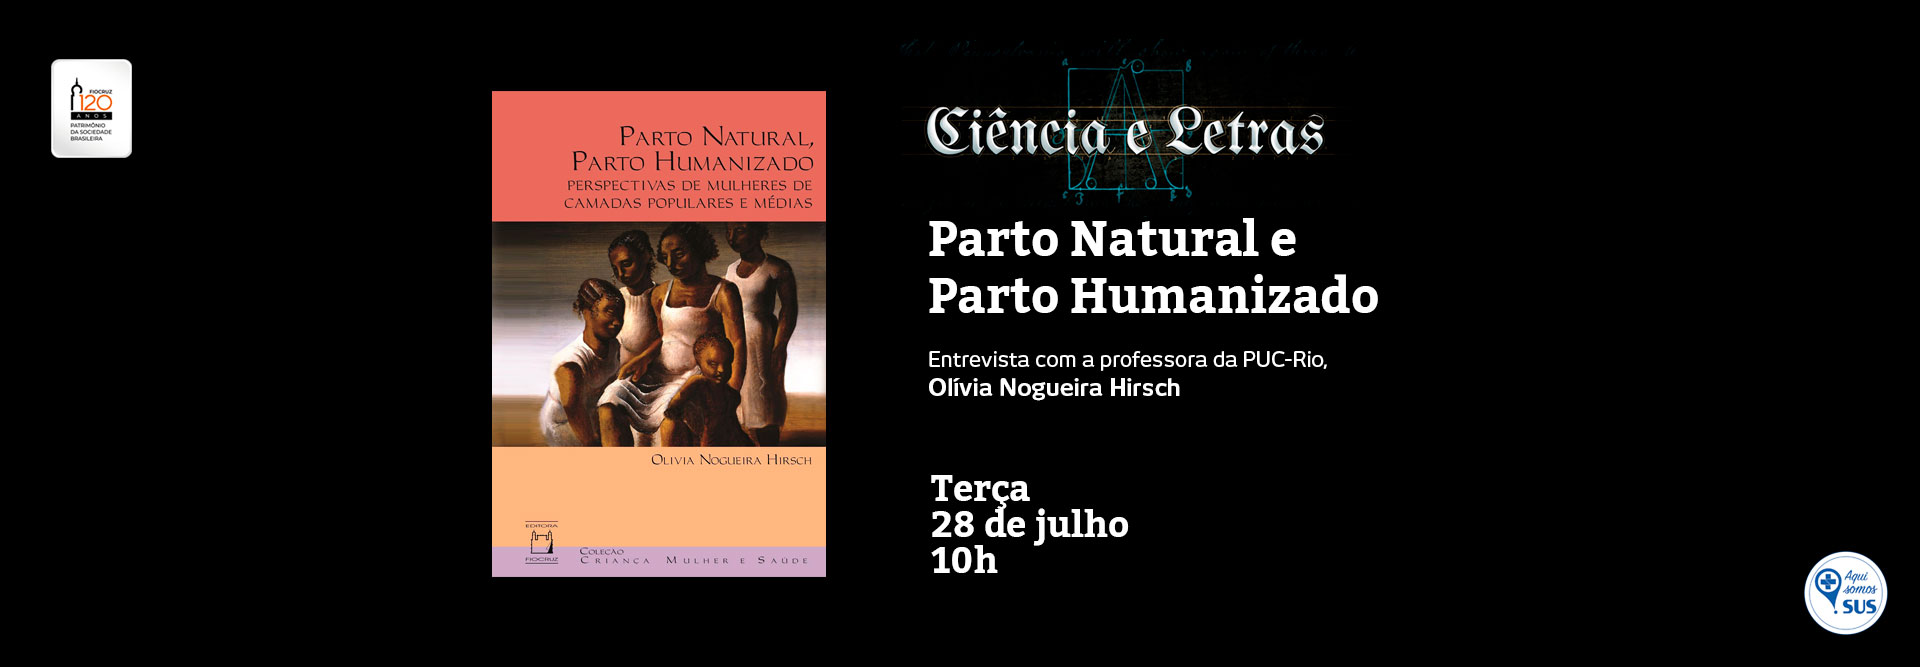 FIOCRUZ
120
ANOS
PATRIMÔNIO
DA SOCIEDADE
BRASILEIRA
Parto Natural,
Parto Humanizado
perspectivas de mulheres de
camadas populares e médias
Olivia Nogueira Hirsch
EDITORA
FIOCRUZ
Coleção
Criança Mulher e Saúde
Ciência e Letras
Parto Natural e
Parto Humanizado
Entrevista com a professora da PUC-Rio,
Olívia Nogueira Hirsch
Terça
28 de julho
10h
Aqui
somos
SUS